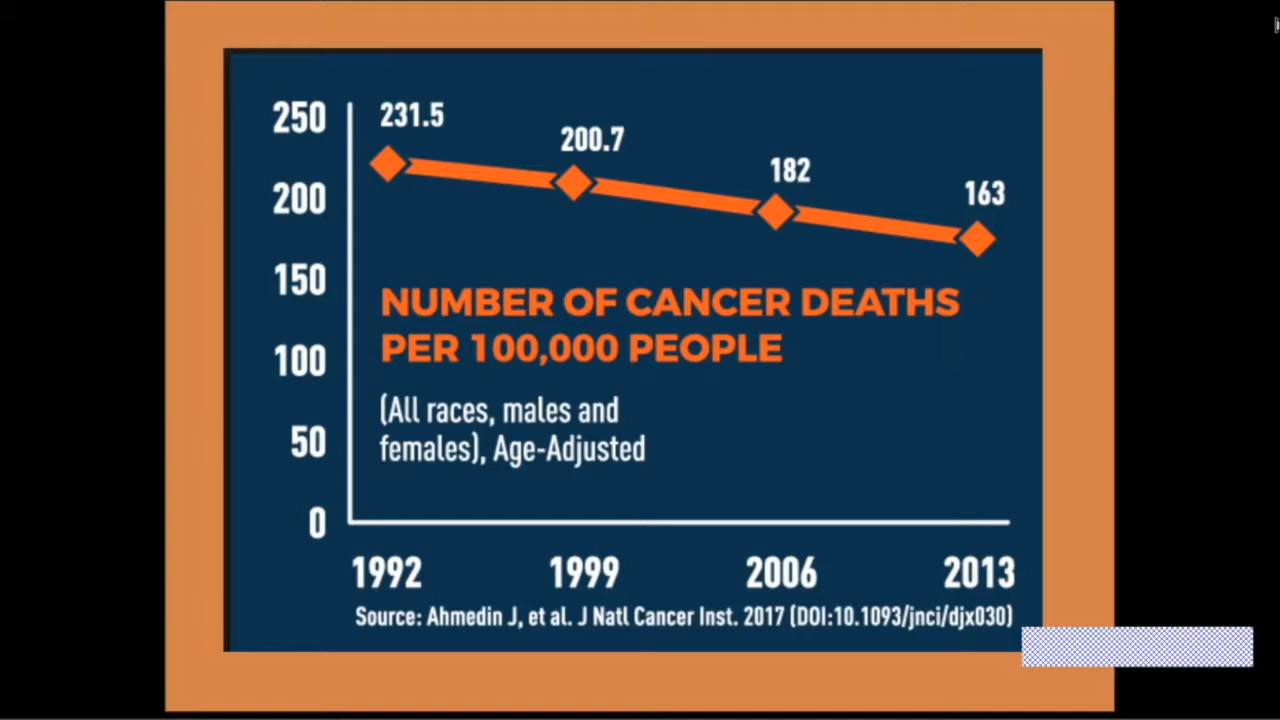 250
231.5
200.7
182
163
200
150
100
50
0
NUMBER OF CANCER DEATHS
PER 100,000 PEOPLE
(All races, males and
females), Age-Adjusted
1992 1999 2006 2013
Source: Ahmedin J, et al. J Natl Cancer Inst. 2017 (DOI:10.1093/jnci/djx030)